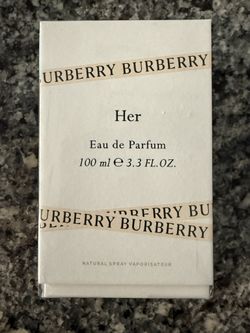 URBERRY BURBERRY
Her
Eau de Parfum
100 ml ℮ 3.3 FL.OZ.
URBERRY BURBERRY BU
URBERRY BURBERRY
NATURAL SPRAY VAPORISATEUR